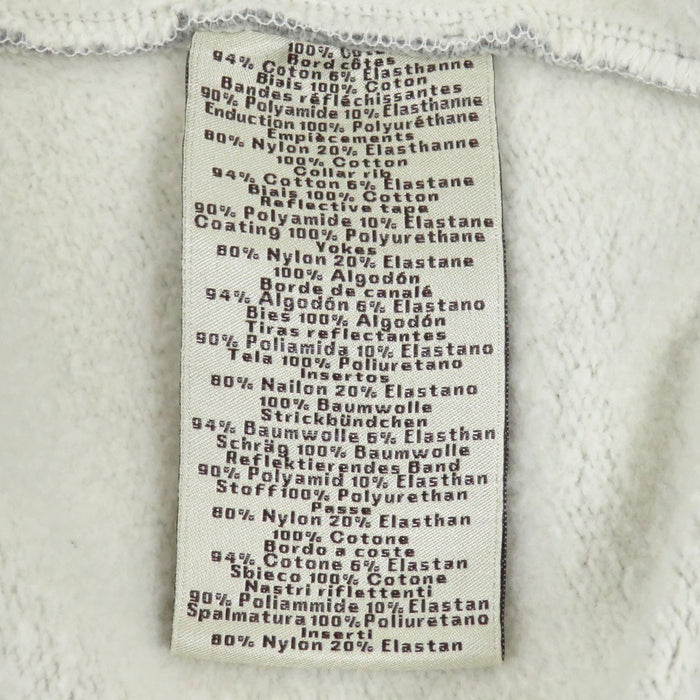 100% Coton
Bord côtes
94% Coton 6% Elasthanne
Biais 100% Coton
Bandes réfléchissantes
90% Polyamide 10% Elasthanne
Enduction 100% Polyuréthane
Empiècements
80% Nylon 20% Elasthanne
100% Cotton
Collar rib
94% Cotton 6% Elastane
Biais 100% Cotton
Reflective tape
90% Polyamide 10% Elastane
Coating 100% Polyurethane
Yokes
80% Nylon 20% Elastane
100% Algodón
Borde de canalé
94% Algodón 6% Elastano
Bies 100% Algodón
Tiras reflectantes
90% Poliamida 10% Elastano
Tela 100% Poliuretano
Insertos
80% Nailon 20% Elastano
100% Baumwolle
Strickbündchen
94% Baumwolle 6% Elasthan
Schräg 100% Baumwolle
Reflektierendes Band
90% Polyamid 10% Elasthan
Stoff 100% Polyurethan
Passe
80% Nylon 20% Elasthan
100% Cotone
Bordo a coste
94% Cotone 6% Elastan
Sbieco 100% Cotone
Nastri riflettenti
90% Poliammide 10% Elastan
Spalmatura 100% Poliuretano
Inserti
80% Nylon 20% Elastan